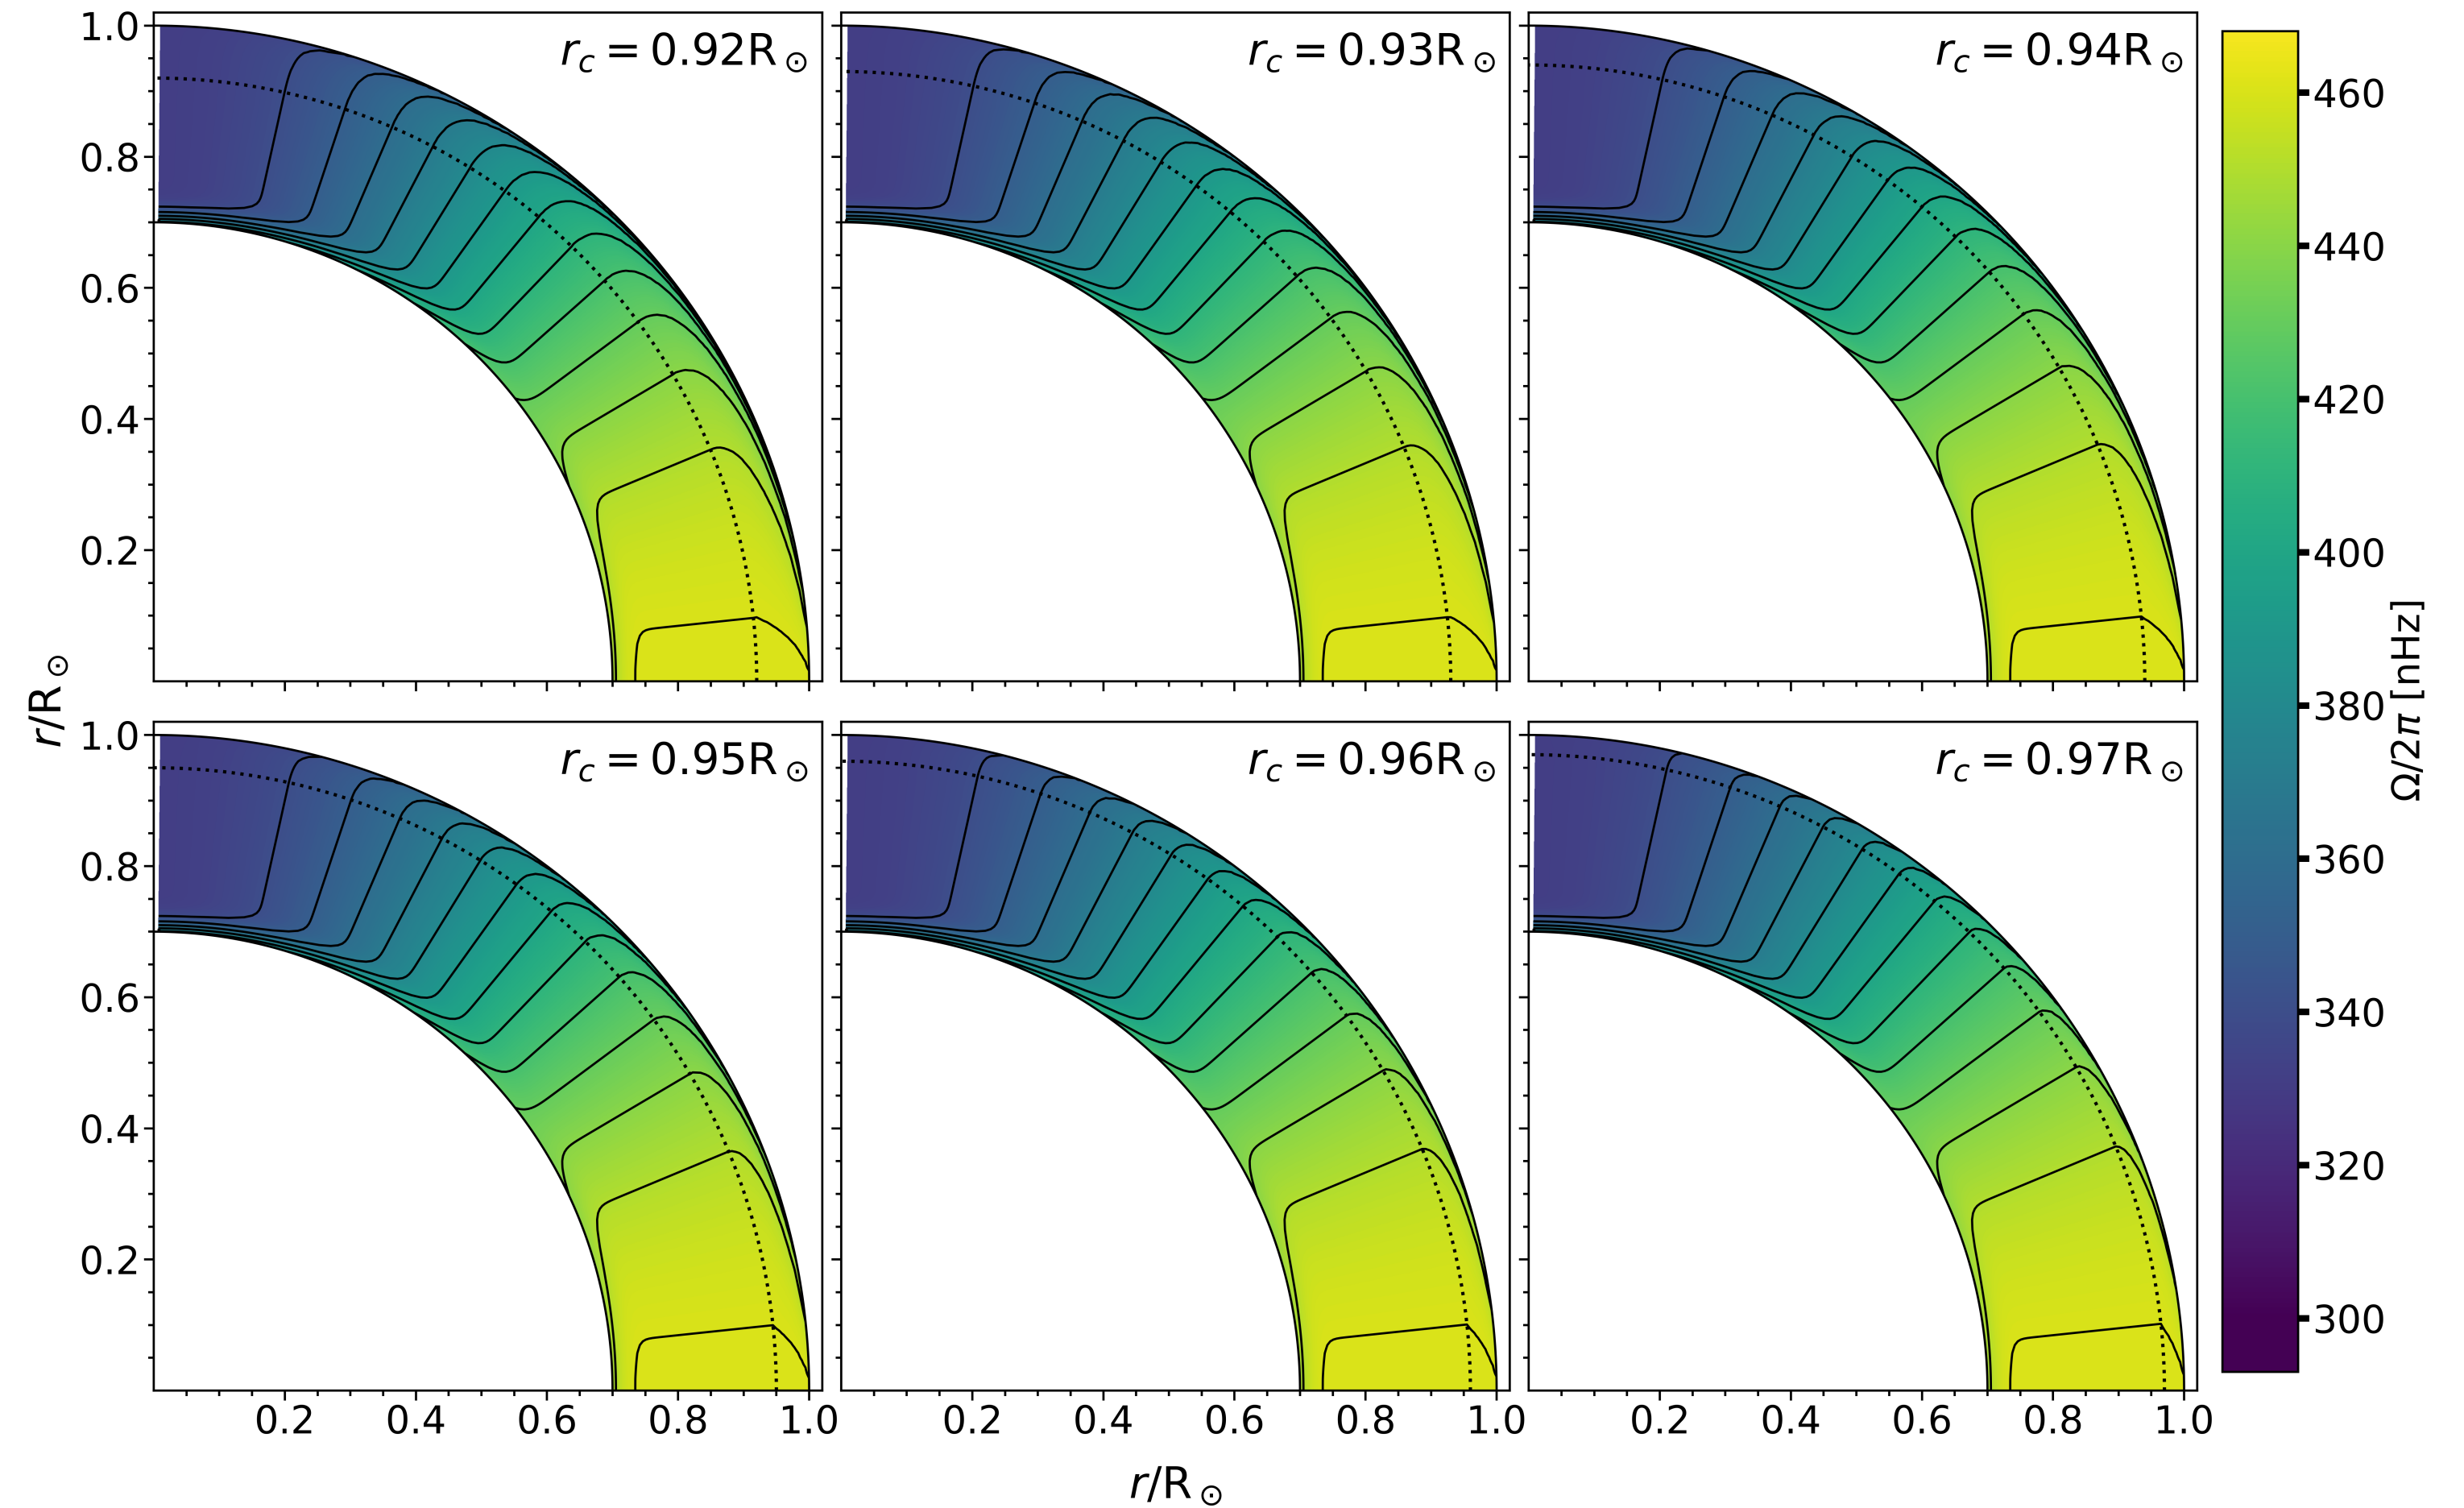 r_c = 0.92R_⊙
r_c = 0.93R_⊙
r_c = 0.94R_⊙
1.0
0.8
0.6
0.4
0.2
r_c = 0.95R_⊙
r_c = 0.96R_⊙
r_c = 0.97R_⊙
1.0
0.8
0.6
0.4
0.2
r/R_⊙
0.2 0.4 0.6 0.8 1.0
0.2 0.4 0.6 0.8 1.0
0.2 0.4 0.6 0.8 1.0
r/R_⊙
460
440
420
400
380
360
340
320
300
Ω/2π [nHz]